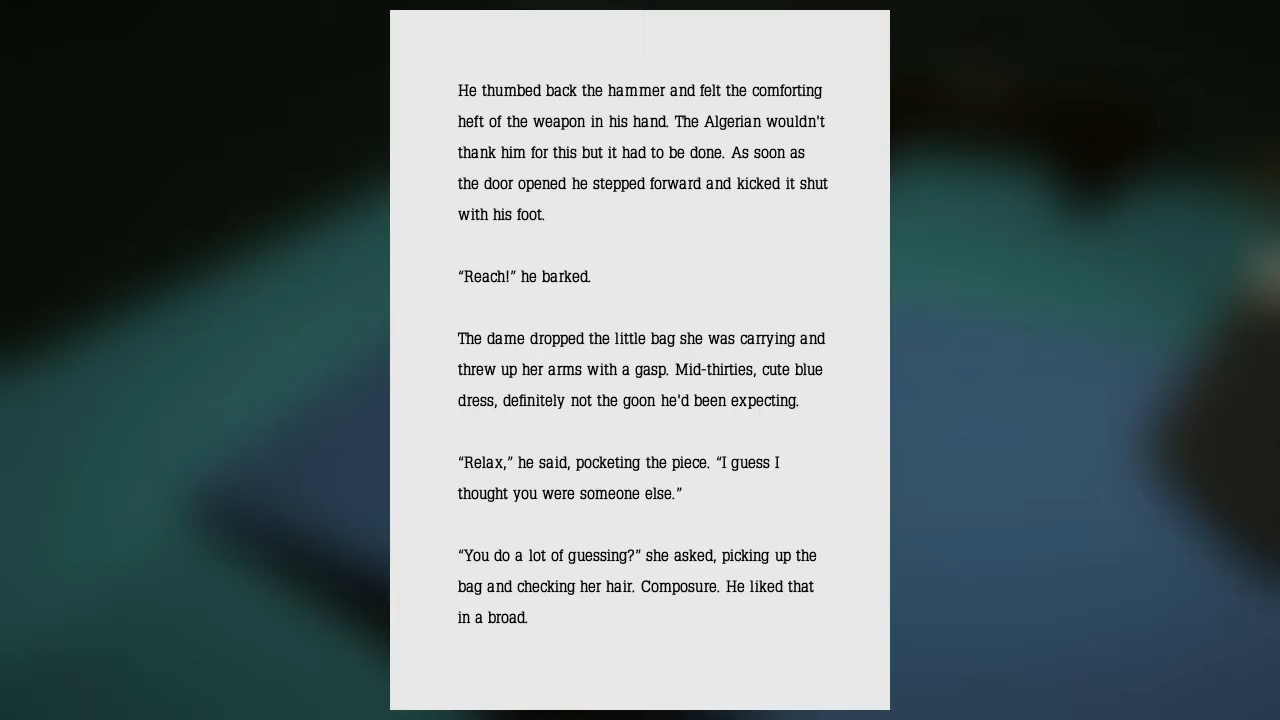 He thumbed back the hammer and felt the comforting
heft of the weapon in his hand. The Algerian wouldn't
thank him for this but it had to be done. As soon as
the door opened he stepped forward and kicked it shut
with his foot.
“Reach!” he barked.
The dame dropped the little bag she was carrying and
threw up her arms with a gasp. Mid-thirties, cute blue
dress, definitely not the goon he'd been expecting.
“Relax,” he said, pocketing the piece. “I guess I
thought you were someone else.”
“You do a lot of guessing?” she asked, picking up the
bag and checking her hair. Composure. He liked that
in a broad.